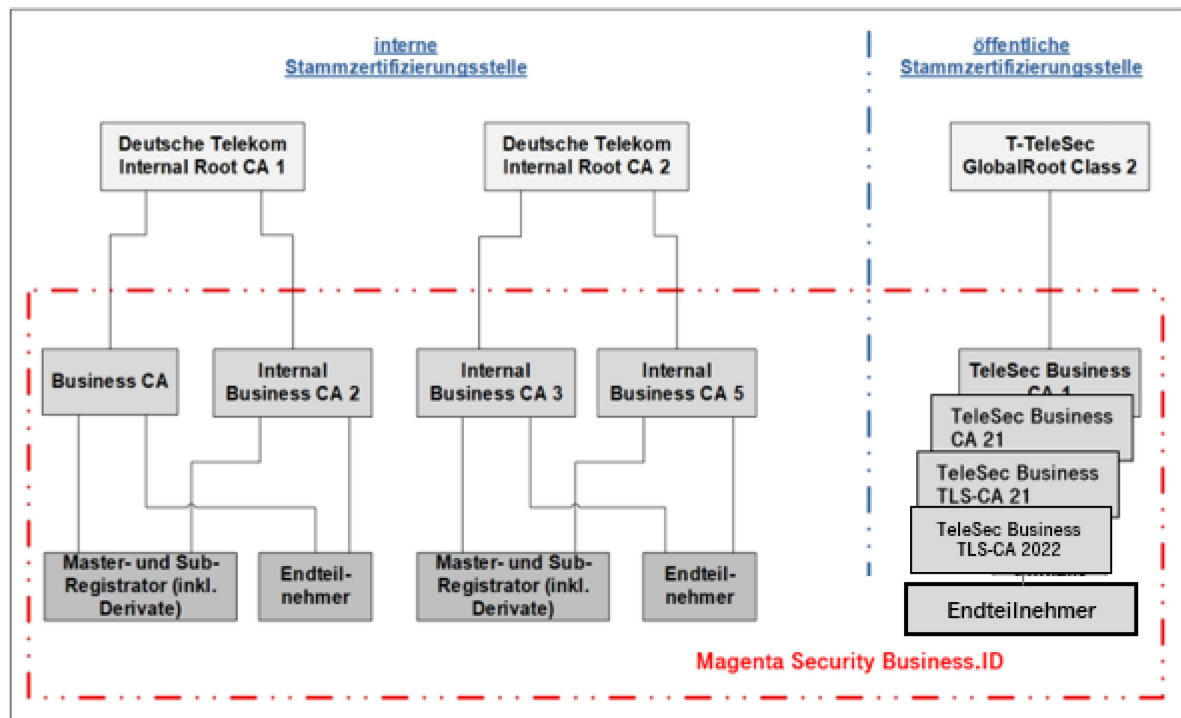 interne
Stammzertifizierungsstelle
öffentliche
Stammzertifizierungsstelle
Deutsche Telekom
Internal Root CA 1
Deutsche Telekom
Internal Root CA 2
T-TeleSec
GlobalRoot Class 2
Business CA
Internal
Business CA 2
Internal
Business CA 3
Internal
Business CA 5
TeleSec Business
CA 1
TeleSec Business
CA 21
TeleSec Business
TLS-CA 21
TeleSec Business
TLS-CA 2022
Master- und Sub-
Registrator (inkl.
Derivate)
Endteil-
nehmer
Master- und Sub-
Registrator (inkl.
Derivate)
Endteil-
nehmer
Endteilnehmer
Magenta Security Business.ID